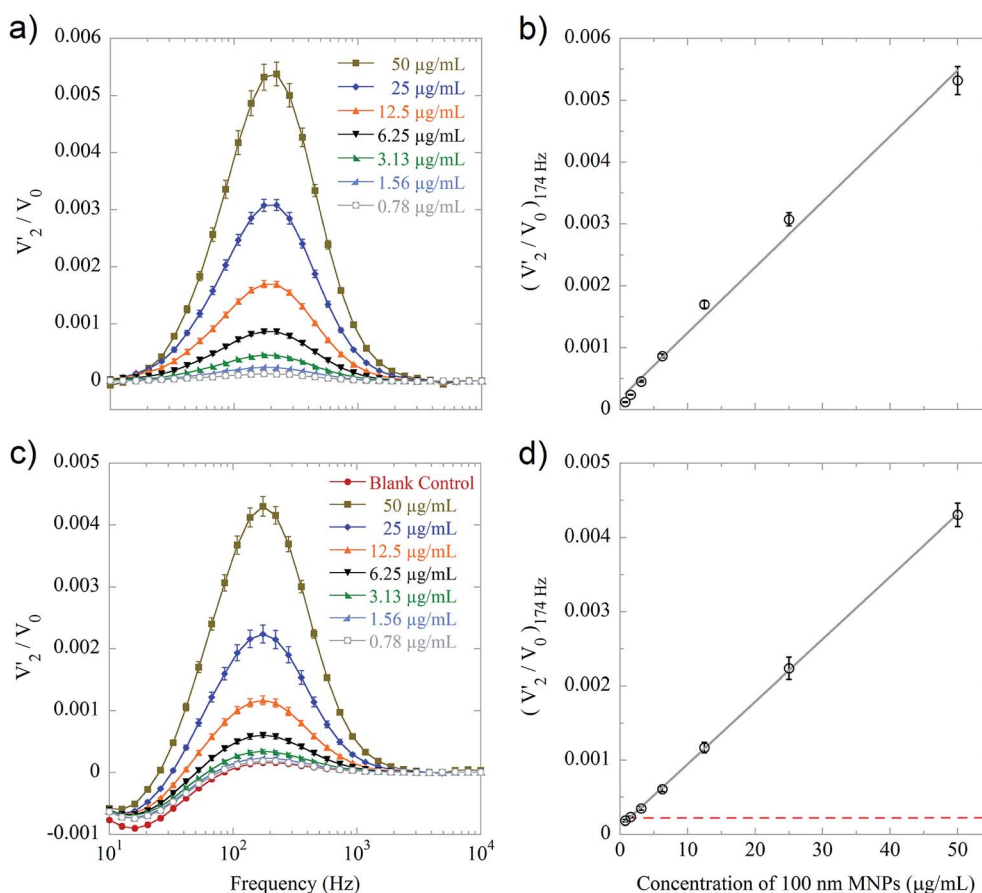 a)
0.006
0.005
0.004
0.003
0.002
0.001
0
V'2 / V0
50 µg/mL
25 µg/mL
12.5 µg/mL
6.25 µg/mL
3.13 µg/mL
1.56 µg/mL
0.78 µg/mL
b)
0.006
0.005
0.004
0.003
0.002
0.001
0
( V'2 / V0 )174 Hz
c)
0.005
0.004
0.003
0.002
0.001
0
-0.001
V'2 / V0
Blank Control
50 µg/mL
25 µg/mL
12.5 µg/mL
6.25 µg/mL
3.13 µg/mL
1.56 µg/mL
0.78 µg/mL
10^1 10^2 10^3 10^4
Frequency (Hz)
d)
0.005
0.004
0.003
0.002
0.001
0
( V'2 / V0 )174 Hz
0 10 20 30 40 50
Concentration of 100 nm MNPs (µg/mL)